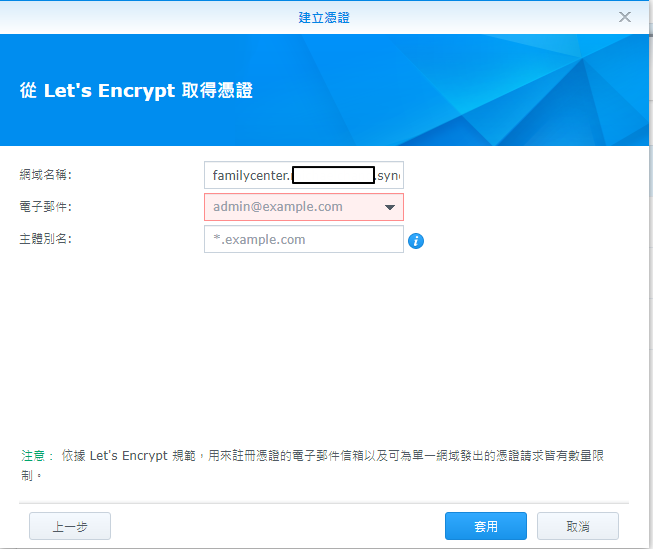 建立憑證
從 Let's Encrypt 取得憑證
網域名稱: familycenter. .syn
電子郵件: admin@example.com
主體別名: *.example.com
注意： 依據 Let's Encrypt 規範，用來註冊憑證的電子郵件信箱以及可為單一網域發出的憑證請求皆有數量限
制。
上一步 套用 取消